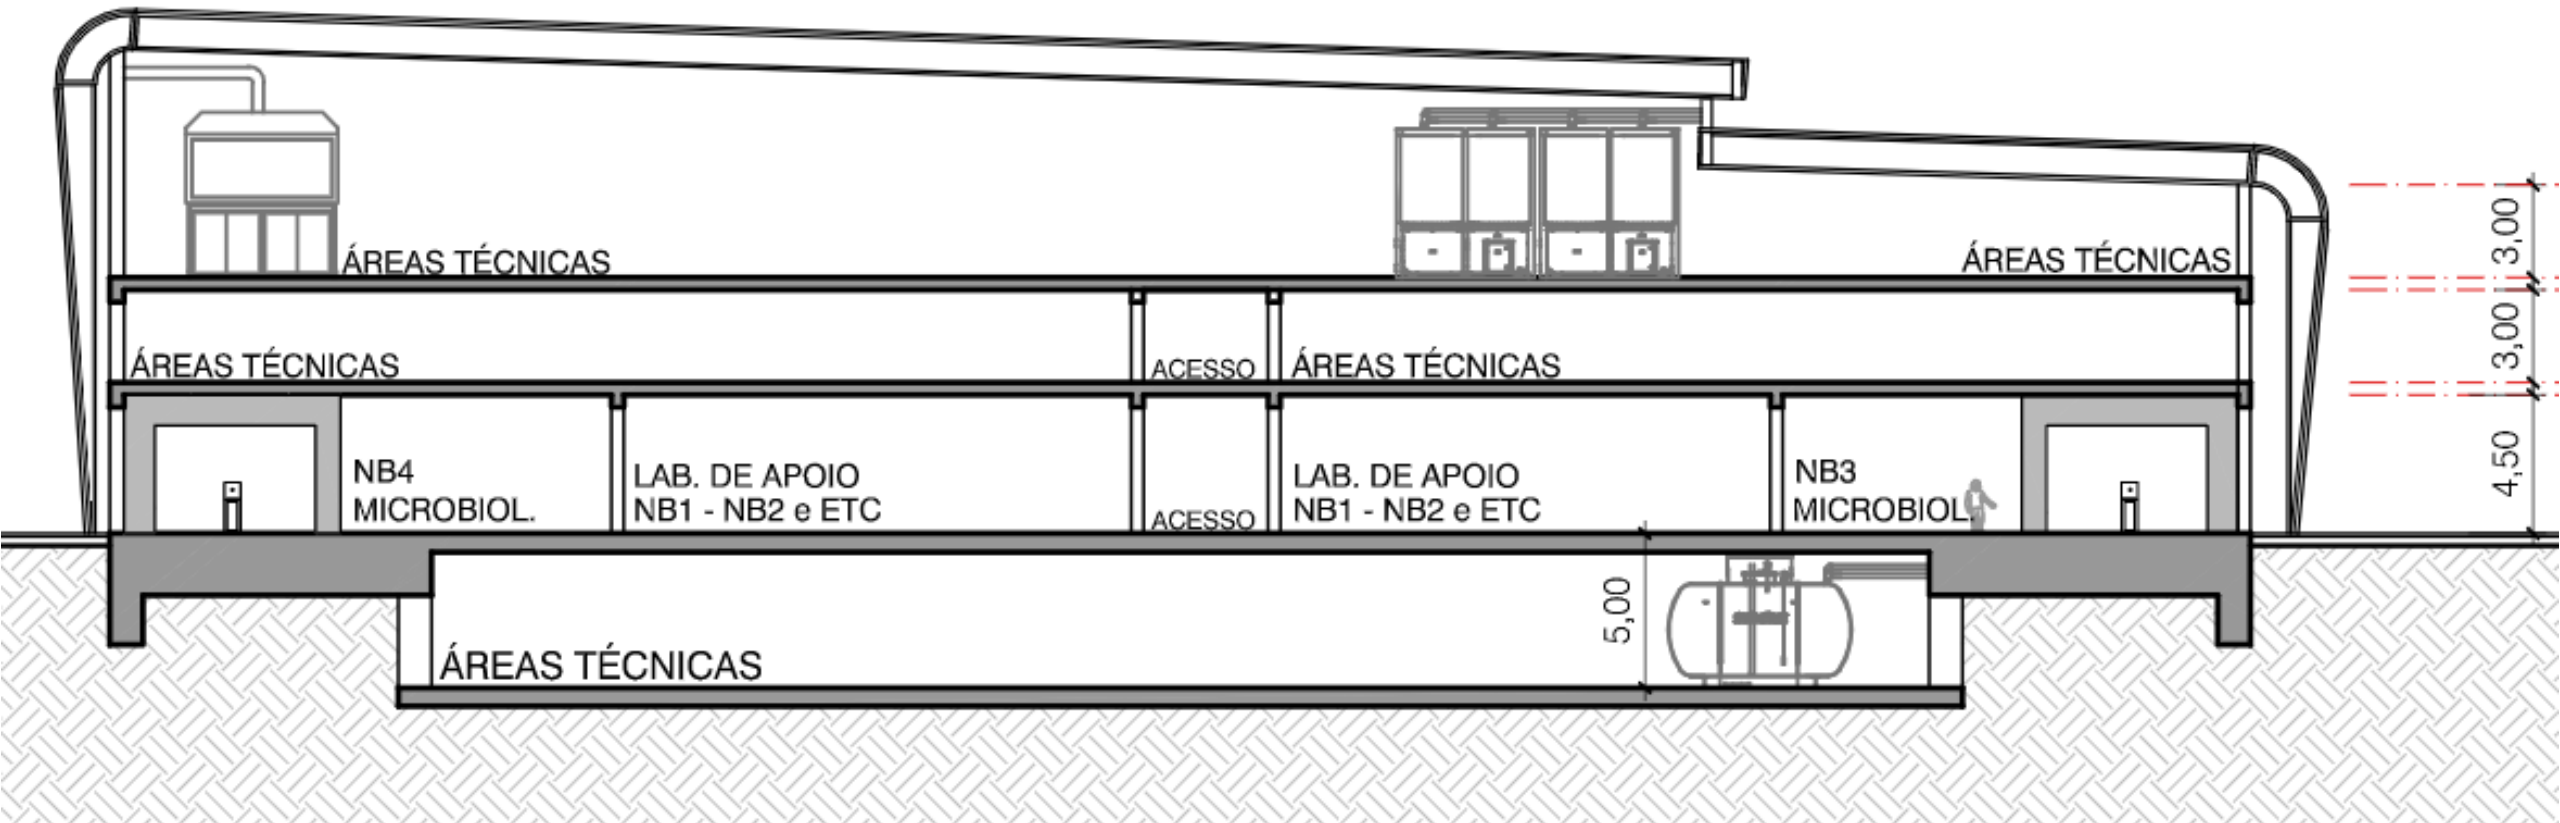 ÁREAS TÉCNICAS
ÁREAS TÉCNICAS
3,00
ÁREAS TÉCNICAS
ACESSO
ÁREAS TÉCNICAS
3,00
NB4
MICROBIOL.
LAB. DE APOIO
NB1 - NB2 e ETC
ACESSO
LAB. DE APOIO
NB1 - NB2 e ETC
NB3
MICROBIOL.
4,50
ÁREAS TÉCNICAS
5,00